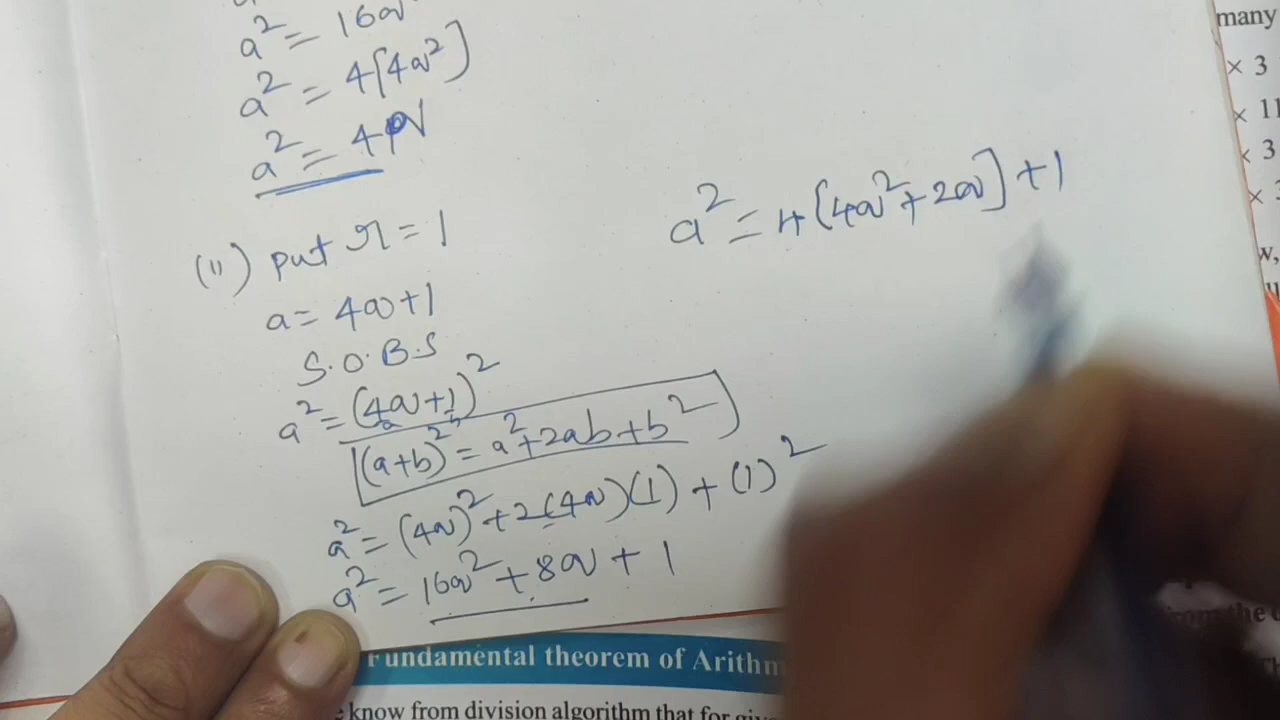 a² = 16q
a² = 4[4q²]
a² = 4p
(ii) put r = 1
a = 4q+1
S.O.B.S
a² = (4q+1)²
(a+b)² = a²+2ab+b²
a² = (4q)²+2(4q)(1)+(1)²
a² = 16q²+8q+1
a² = 4[4q²+2q]+1
Fundamental theorem of Arithm
know from division algorithm that for
many
× 3
× 11
× 3
from the